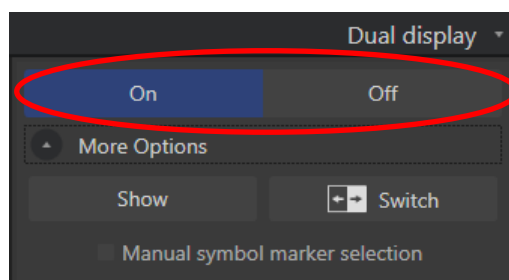 Dual display
On Off
More Options
Show Switch
Manual symbol marker selection